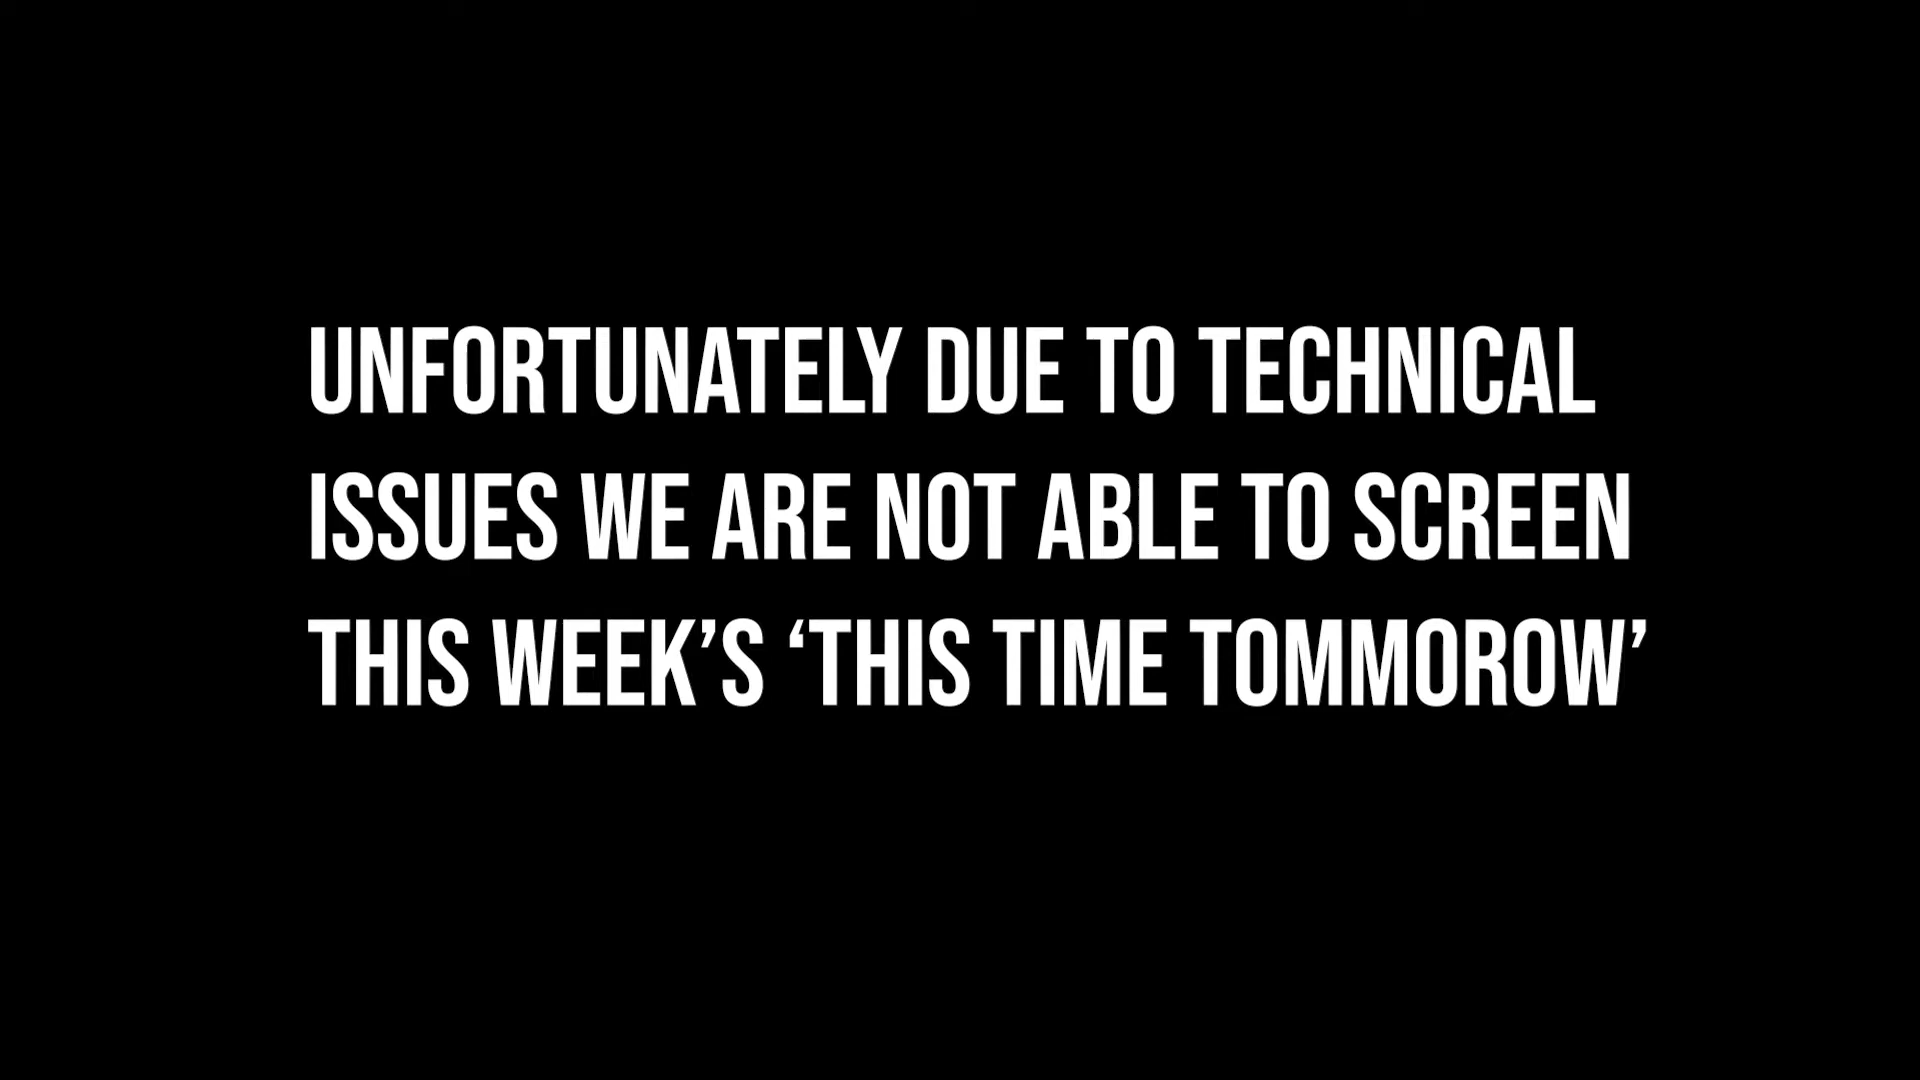 UNFORTUNATELY DUE TO TECHNICAL
ISSUES WE ARE NOT ABLE TO SCREEN
THIS WEEK’S ‘THIS TIME TOMMOROW’